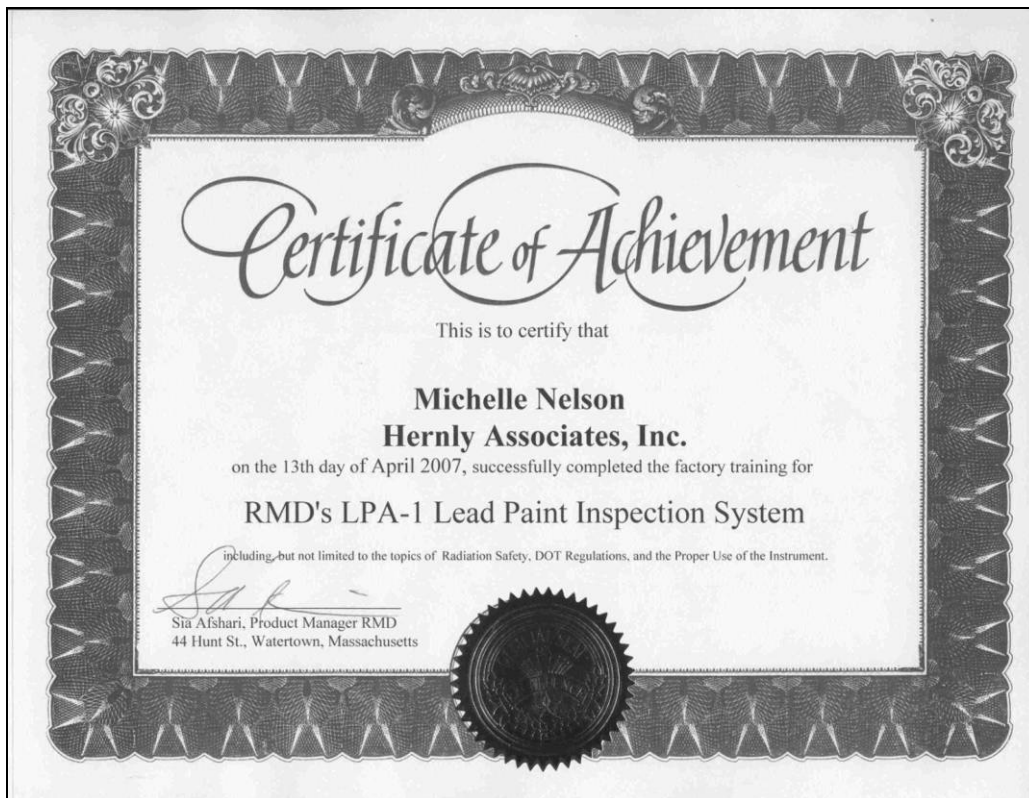 Certificate of Achievement
This is to certify that
Michelle Nelson
Hernly Associates, Inc.
on the 13th day of April 2007, successfully completed the factory training for
RMD's LPA-1 Lead Paint Inspection System
including, but not limited to the topics of Radiation Safety, DOT Regulations, and the Proper Use of the Instrument.
Sia Afshari, Product Manager RMD
44 Hunt St., Watertown, Massachusetts